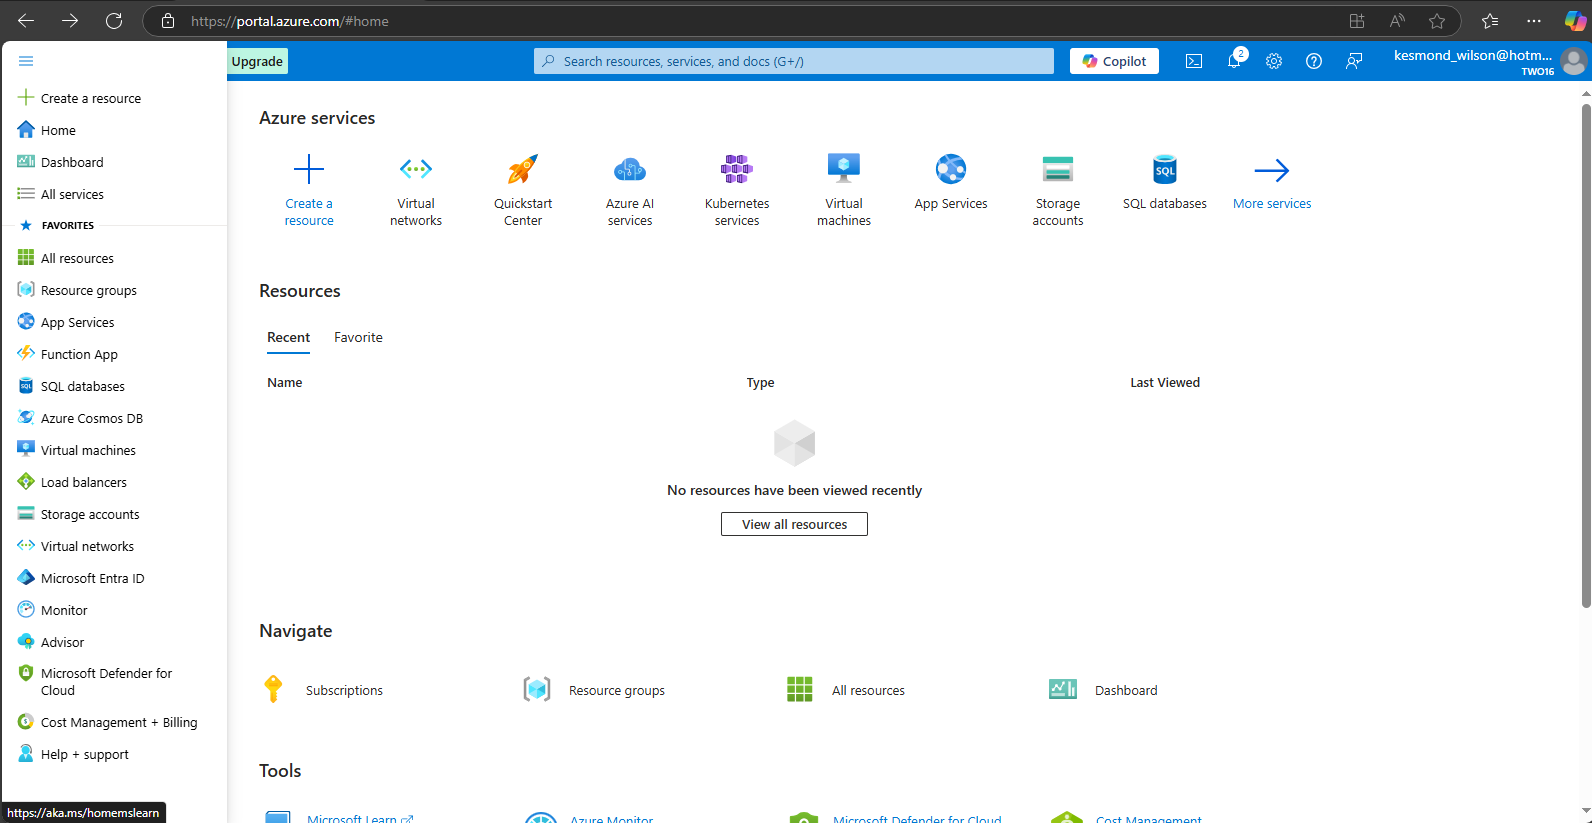 https://portal.azure.com/#home
Upgrade
Search resources, services, and docs (G+/)
Copilot
2
kesmond_wilson@hotm...
TWO16
Create a resource
Home
Dashboard
All services
FAVORITES
All resources
Resource groups
App Services
Function App
SQL databases
Azure Cosmos DB
Virtual machines
Load balancers
Storage accounts
Virtual networks
Microsoft Entra ID
Monitor
Advisor
Microsoft Defender for
Cloud
Cost Management + Billing
Help + support
https://aka.ms/homemslearn
Azure services
Create a
resource
Virtual
networks
Quickstart
Center
Azure AI
services
Kubernetes
services
Virtual
machines
App Services
Storage
accounts
SQL
SQL databases
More services
Resources
Recent
Favorite
Name
Type
Last Viewed
No resources have been viewed recently
View all resources
Navigate
Subscriptions
Resource groups
All resources
Dashboard
Tools
Microsoft Learn
Azure Monitor
Microsoft Defender for Cloud
Cost Management